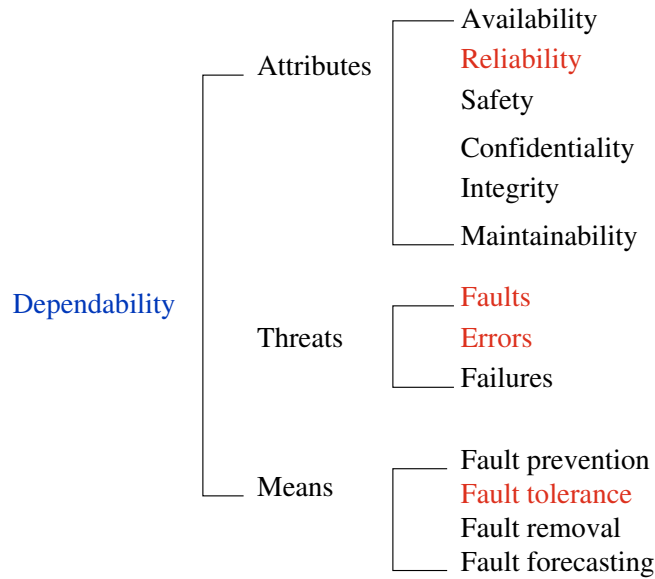 Dependability
Attributes
Availability
Reliability
Safety
Confidentiality
Integrity
Maintainability
Threats
Faults
Errors
Failures
Means
Fault prevention
Fault tolerance
Fault removal
Fault forecasting